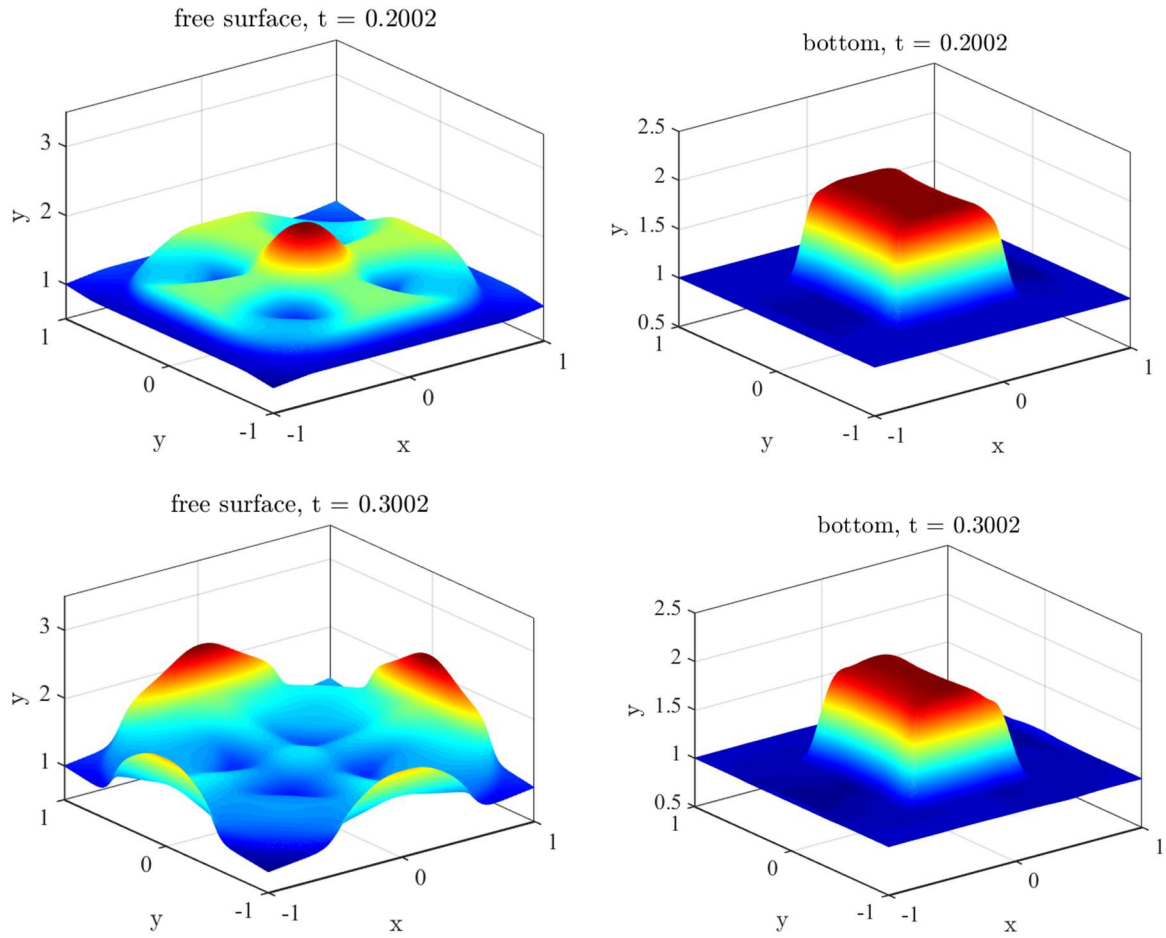 free surface, t = 0.2002
3
2
1
y
1
0
-1
y
-1
0
1
x
bottom, t = 0.2002
2.5
2
1.5
1
0.5
y
1
0
-1
y
-1
0
1
x
free surface, t = 0.3002
3
2
1
y
1
0
-1
y
-1
0
1
x
bottom, t = 0.3002
2.5
2
1.5
1
0.5
y
1
0
-1
y
-1
0
1
x